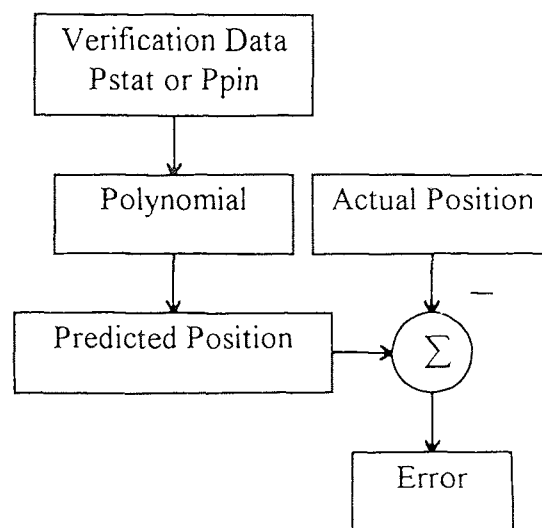 Verification Data
Pstat or Ppin
Polynomial
Actual Position
—
Predicted Position
Σ
Error